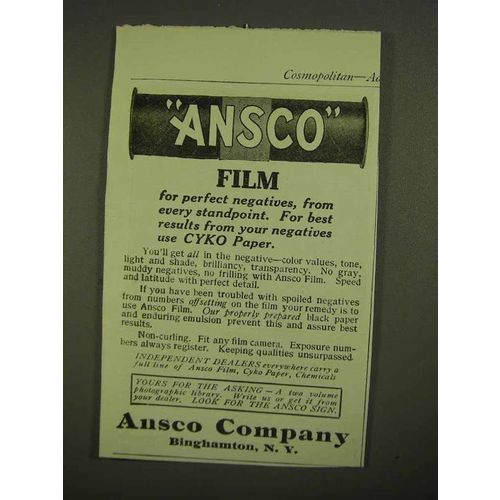 Cosmopolitan—Ad
"ANSCO"
FILM
for perfect negatives, from
every standpoint. For best
results from your negatives
use CYKO Paper.
You'll get all in the negative—color values, tone,
light and shade, brilliancy, transparency. No gray,
muddy negatives, no frilling with Ansco Film. Speed
and latitude with perfect detail.
If you have been troubled with spoiled negatives
from numbers offsetting on the film your remedy is to
use Ansco Film. Our properly prepared black paper
and enduring emulsion prevent this and assure best
results.
Non-curling. Fit any film camera. Exposure num-
bers always register. Keeping qualities unsurpassed.
INDEPENDENT DEALERS everywhere carry a
full line of Ansco Film, Cyko Paper, Chemicals
YOURS FOR THE ASKING—A two volume
photographic library. Write us or get it from
your dealer. LOOK FOR THE ANSCO SIGN.
Ansco Company
Binghamton, N. Y.